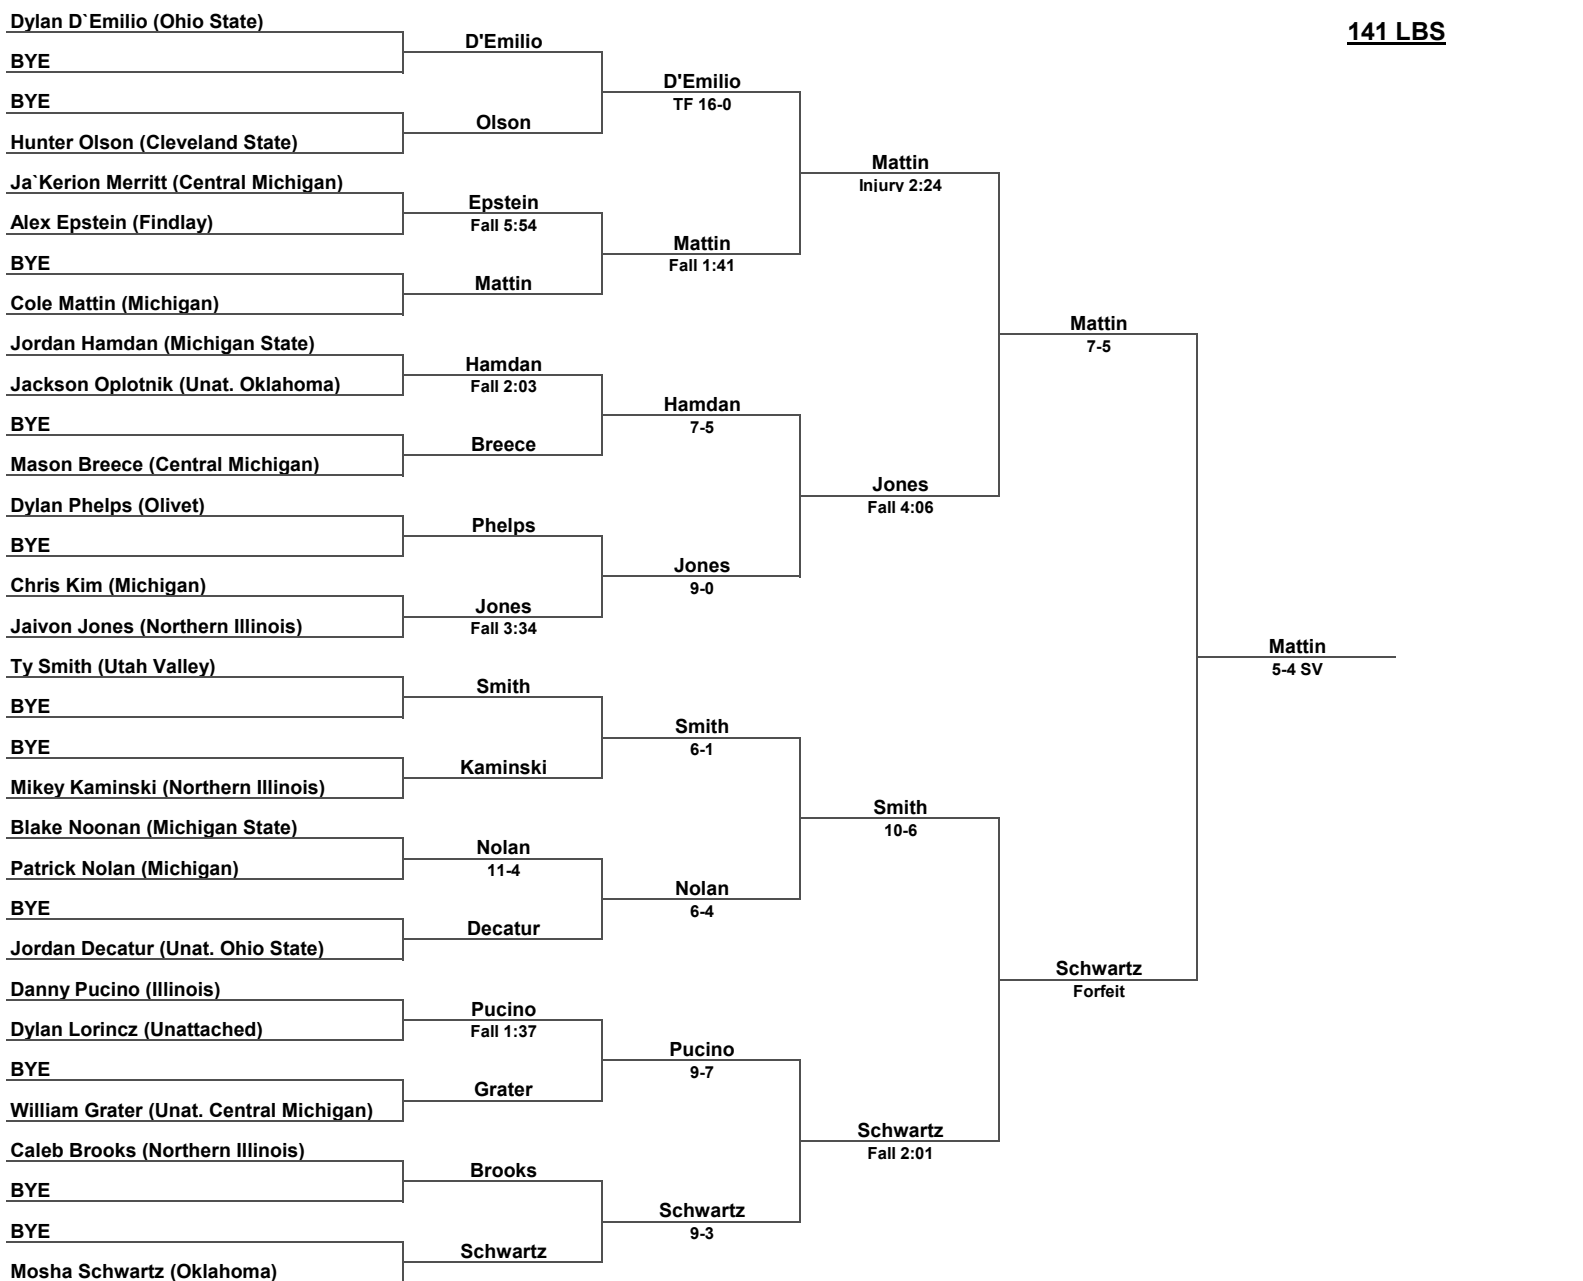 Dylan D`Emilio (Ohio State)
141 LBS
D'Emilio
BYE
D'Emilio
TF 16-0
BYE
Olson
Hunter Olson (Cleveland State)
Mattin
Injury 2:24
Ja`Kerion Merritt (Central Michigan)
Epstein
Fall 5:54
Alex Epstein (Findlay)
Mattin
Fall 1:41
BYE
Mattin
Cole Mattin (Michigan)
Mattin
7-5
Jordan Hamdan (Michigan State)
Hamdan
Fall 2:03
Jackson Oplotnik (Unat. Oklahoma)
Hamdan
7-5
BYE
Breece
Mason Breece (Central Michigan)
Jones
Fall 4:06
Dylan Phelps (Olivet)
Phelps
BYE
Jones
9-0
Chris Kim (Michigan)
Jones
Fall 3:34
Jaivon Jones (Northern Illinois)
Mattin
5-4 SV
Ty Smith (Utah Valley)
Smith
BYE
Smith
6-1
BYE
Kaminski
Mikey Kaminski (Northern Illinois)
Smith
10-6
Blake Noonan (Michigan State)
Nolan
11-4
Patrick Nolan (Michigan)
Nolan
6-4
BYE
Decatur
Jordan Decatur (Unat. Ohio State)
Schwartz
Forfeit
Danny Pucino (Illinois)
Pucino
Fall 1:37
Dylan Lorincz (Unattached)
Pucino
9-7
BYE
Grater
William Grater (Unat. Central Michigan)
Schwartz
Fall 2:01
Caleb Brooks (Northern Illinois)
Brooks
BYE
Schwartz
9-3
BYE
Schwartz
Mosha Schwartz (Oklahoma)